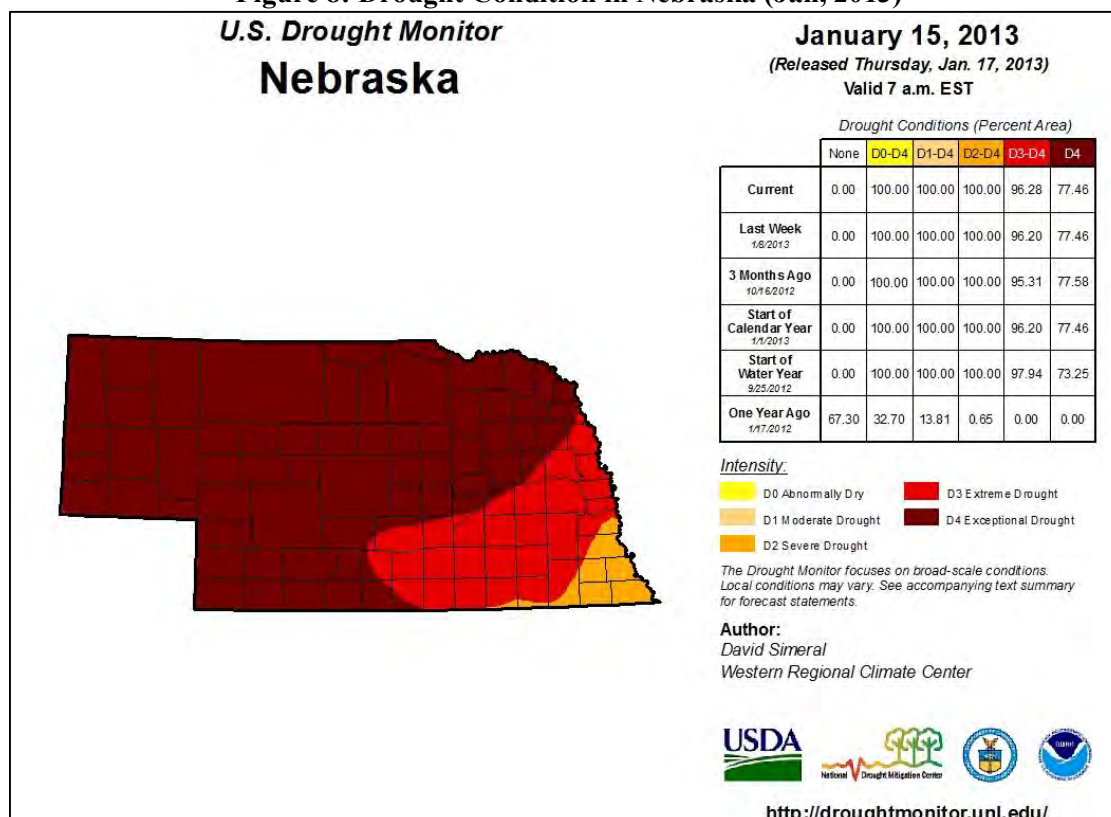 Figure 8: Drought Condition in Nebraska (Jan, 2013)
U.S. Drought Monitor
Nebraska
January 15, 2013
(Released Thursday, Jan. 17, 2013)
Valid 7 a.m. EST
Drought Conditions (Percent Area)
None D0-D4 D1-D4 D2-D4 D3-D4 D4
Current 0.00 100.00 100.00 100.00 96.28 77.46
Last Week
1/8/2013 0.00 100.00 100.00 100.00 96.20 77.46
3 Months Ago
10/16/2012 0.00 100.00 100.00 100.00 95.31 77.58
Start of
Calendar Year
1/1/2013 0.00 100.00 100.00 100.00 96.20 77.46
Start of
Water Year
9/25/2012 0.00 100.00 100.00 100.00 97.94 73.25
One Year Ago
1/17/2012 67.30 32.70 13.81 0.65 0.00 0.00
Intensity:
D0 Abnormally Dry
D1 Moderate Drought
D2 Severe Drought
D3 Extreme Drought
D4 Exceptional Drought
The Drought Monitor focuses on broad-scale conditions.
Local conditions may vary. See accompanying text summary
for forecast statements.
Author:
David Simeral
Western Regional Climate Center
USDA
National Drought Mitigation Center
http://droughtmonitor.unl.edu/